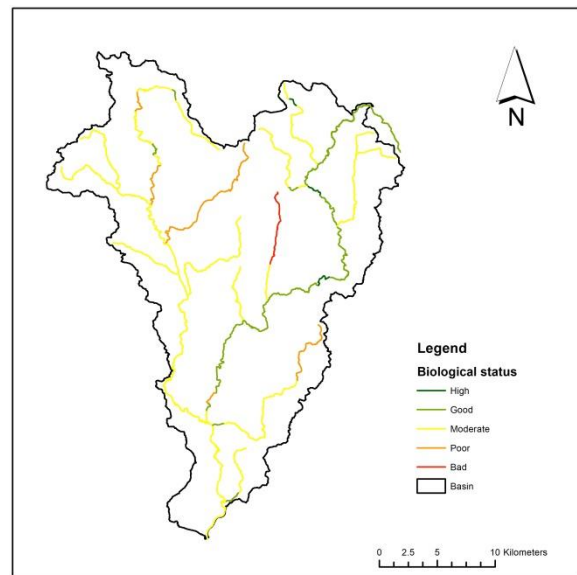 N
Legend
Biological status
High
Good
Moderate
Poor
Bad
Basin
0 2.5 5 10 Kilometers